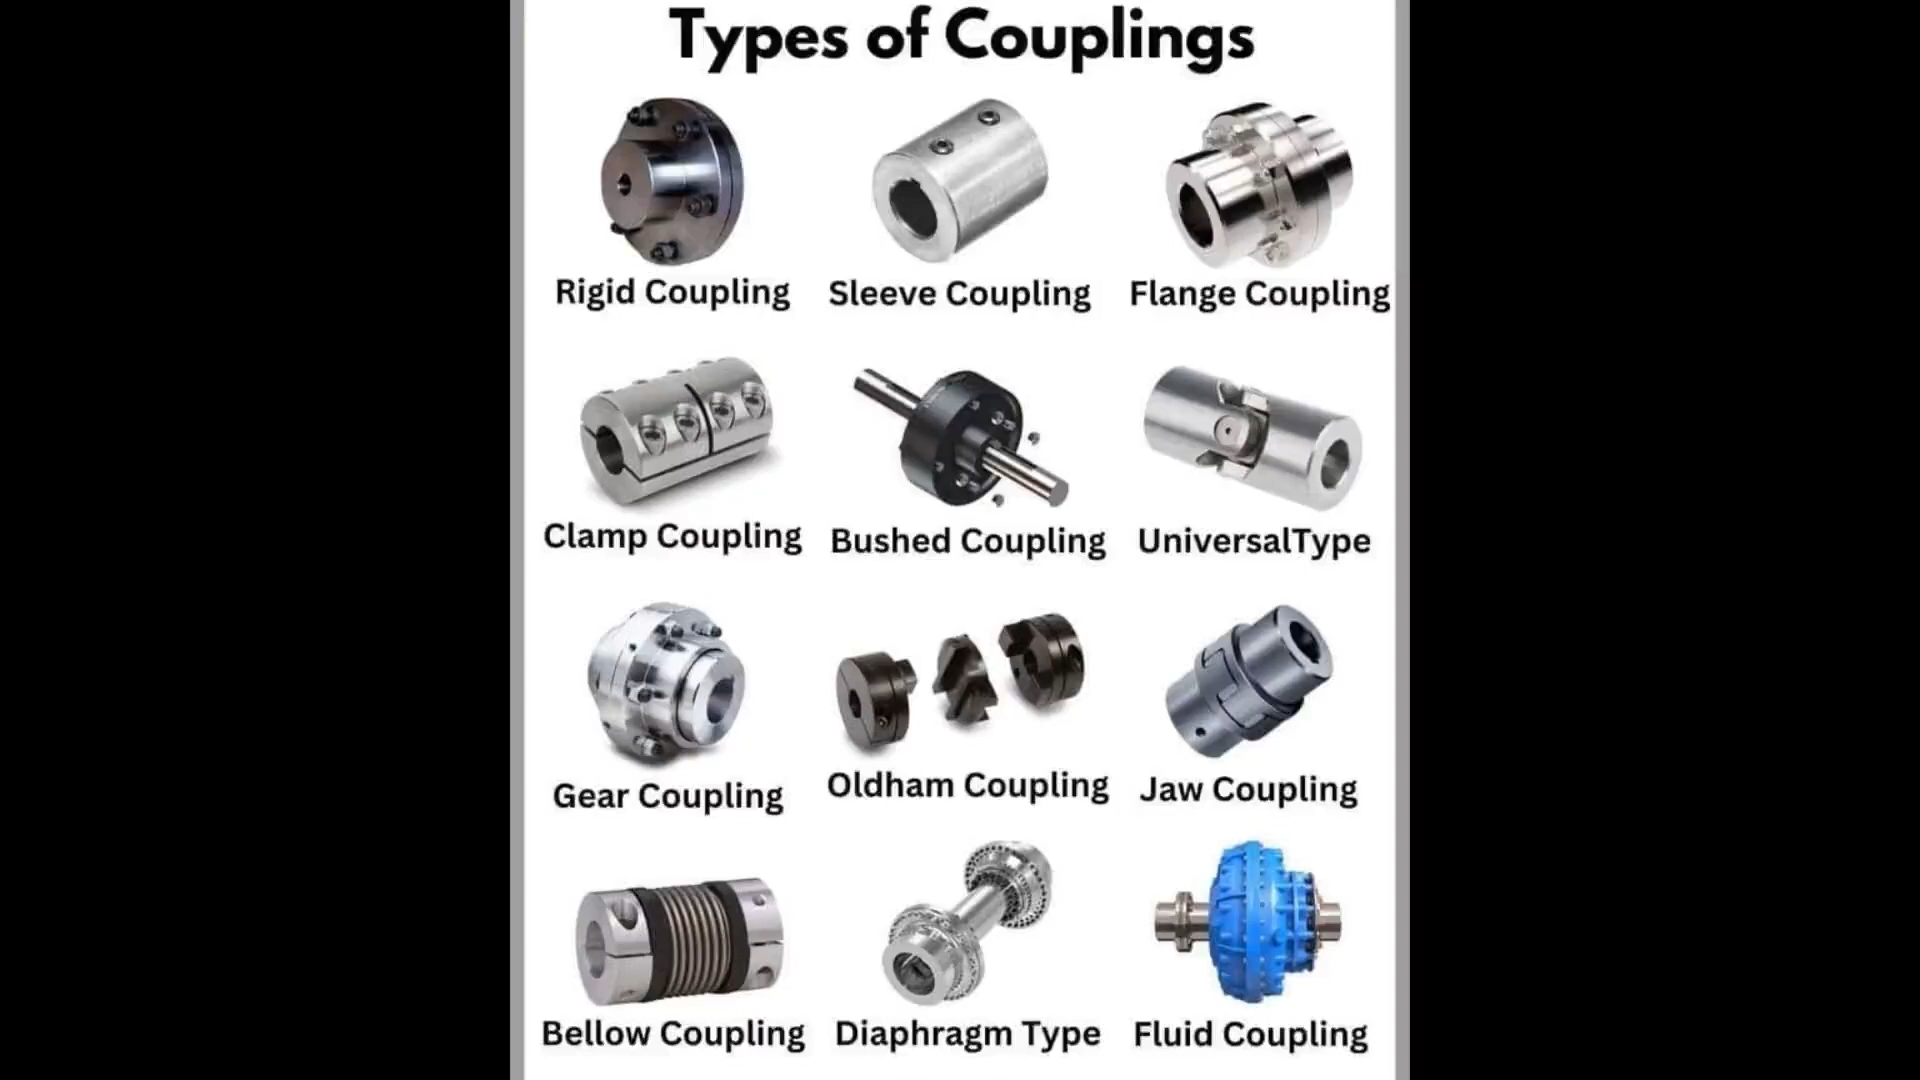 Types of Couplings
Rigid Coupling
Sleeve Coupling
Flange Coupling
Clamp Coupling
Bushed Coupling
UniversalType
Gear Coupling
Oldham Coupling
Jaw Coupling
Bellow Coupling
Diaphragm Type
Fluid Coupling